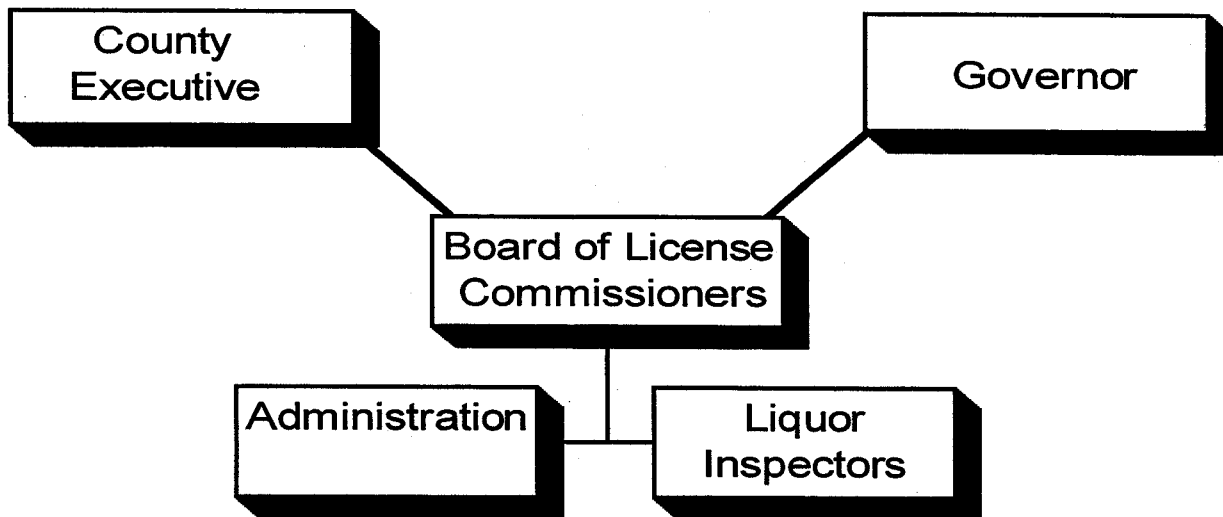 County
Executive
Governor
Board of License
Commissioners
Administration
Liquor
Inspectors